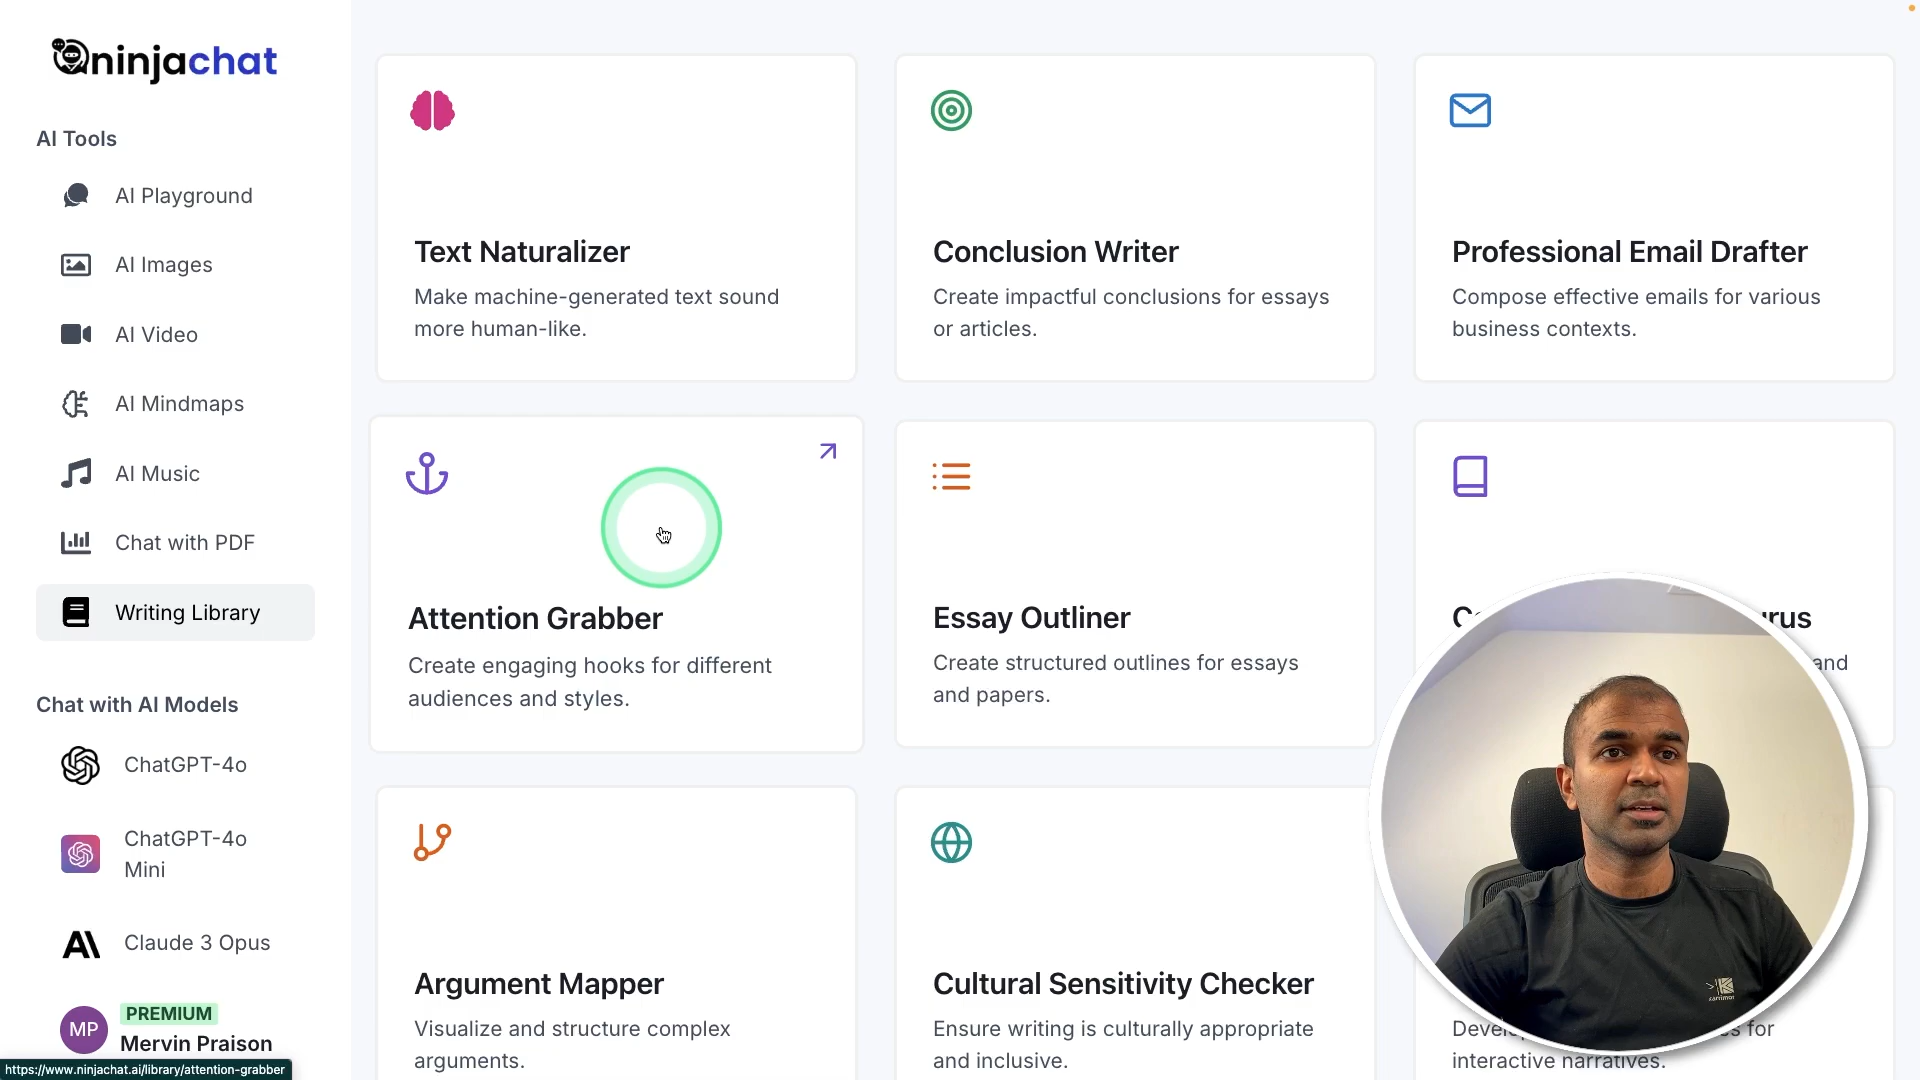 ninjachat
AI Tools
AI Playground
AI Images
AI Video
AI Mindmaps
AI Music
Chat with PDF
Writing Library
Chat with AI Models
ChatGPT-4o
ChatGPT-4o
Mini
Claude 3 Opus
MP
PREMIUM
Mervin Praison
https://www.ninjachat.ai/library/attention-grabber
Text Naturalizer
Make machine-generated text sound
more human-like.
Conclusion Writer
Create impactful conclusions for essays
or articles.
Professional Email Drafter
Compose effective emails for various
business contexts.
Attention Grabber
Create engaging hooks for different
audiences and styles.
Essay Outliner
Create structured outlines for essays
and papers.
and
Argument Mapper
Visualize and structure complex
arguments.
Cultural Sensitivity Checker
Ensure writing is culturally appropriate
and inclusive.
for
interactive narratives.
karrimor